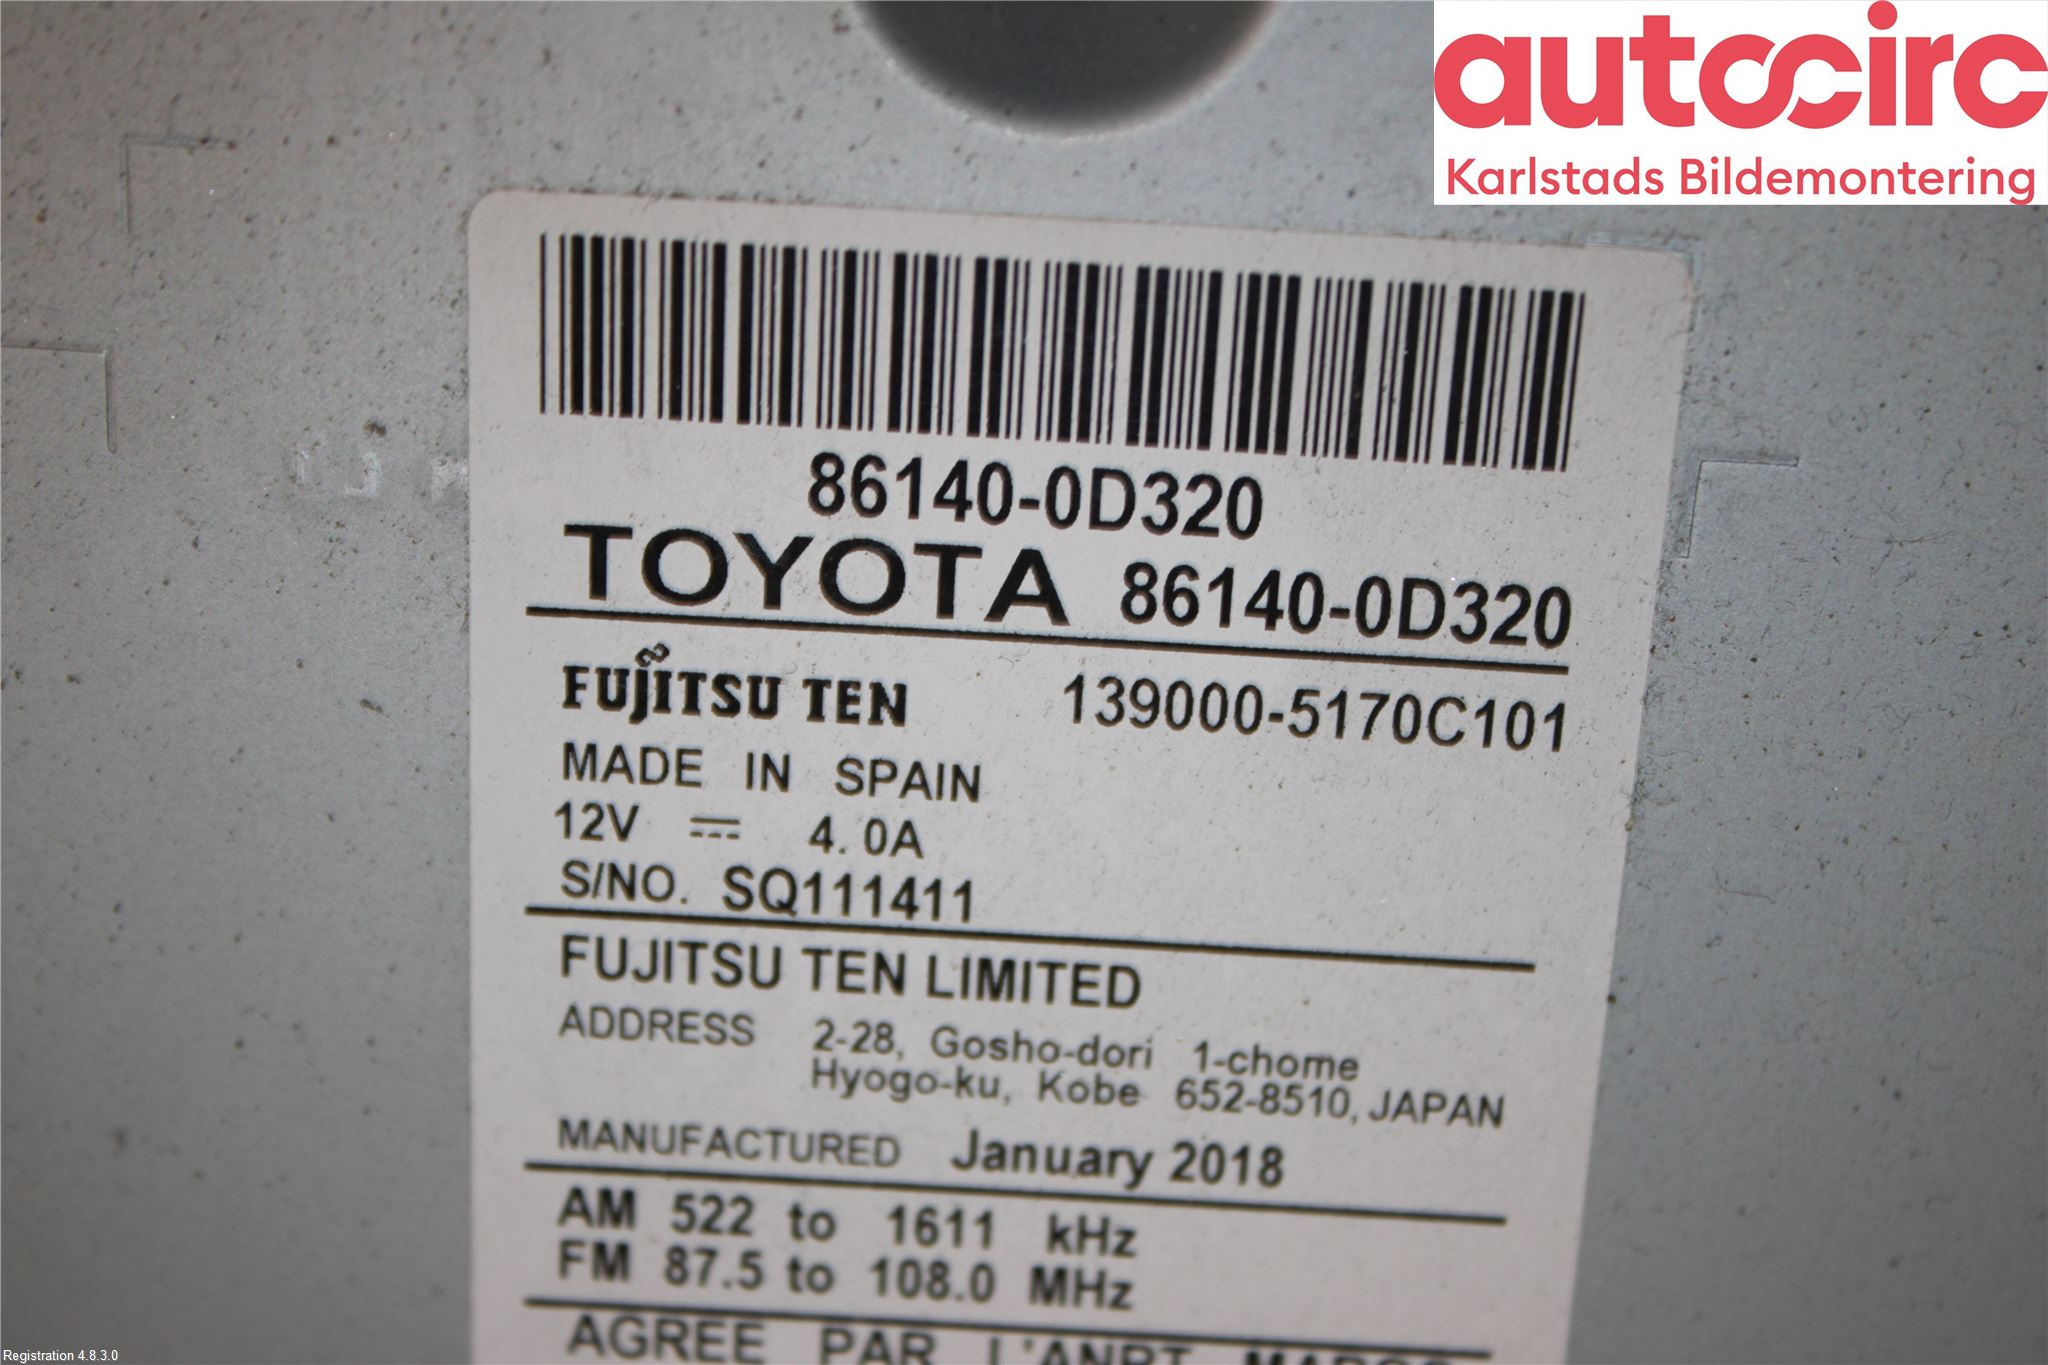 autocirc
Karlstads Bildemontering
86140-0D320
TOYOTA 86140-0D320
FUJITSU TEN 139000-5170C101
MADE IN SPAIN
12V 4.0A
S/NO. SQ111411
FUJITSU TEN LIMITED
ADDRESS 2-28, Gosho-dori 1-chome
Hyogo-ku, Kobe 652-8510, JAPAN
MANUFACTURED January 2018
AM 522 to 1611 kHz
FM 87.5 to 108.0 MHz
AGREE PAR L'ANRT MAROC
Registration 4.8.3.0